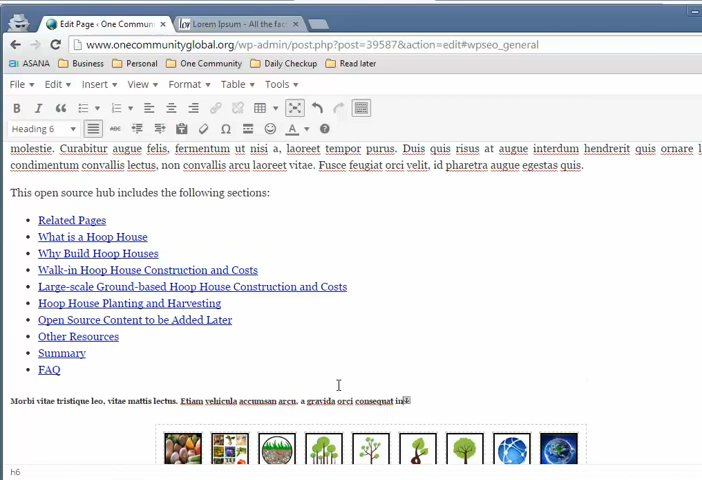 Edit Page ‹ One Commun × Lorem Ipsum - All the fac ×
www.onecommunityglobal.org/wp-admin/post.php?post=39587&action=edit#wpseo_general
ASANA Business Personal One Community Daily Checkup Read later
File Edit Insert View Format Table Tools
B I
Heading 6 ABC Ω A
molestie. Curabitur augue felis, fermentum ut nisi a, laoreet tempor purus. Duis quis risus at augue interdum hendrerit quis ornare
condimentum convallis lectus, non convallis arcu laoreet vitae. Fusce feugiat orci velit, id pharetra augue egestas quis.
This open source hub includes the following sections:
• Related Pages
• What is a Hoop House
• Why Build Hoop Houses
• Walk-in Hoop House Construction and Costs
• Large-scale Ground-based Hoop House Construction and Costs
• Hoop House Planting and Harvesting
• Open Source Content to be Added Later
• Other Resources
• Summary
• FAQ
Morbi vitae tristique leo, vitae mattis lectus. Etiam vehicula accumsan arcu, a gravida orci consequat in
h6